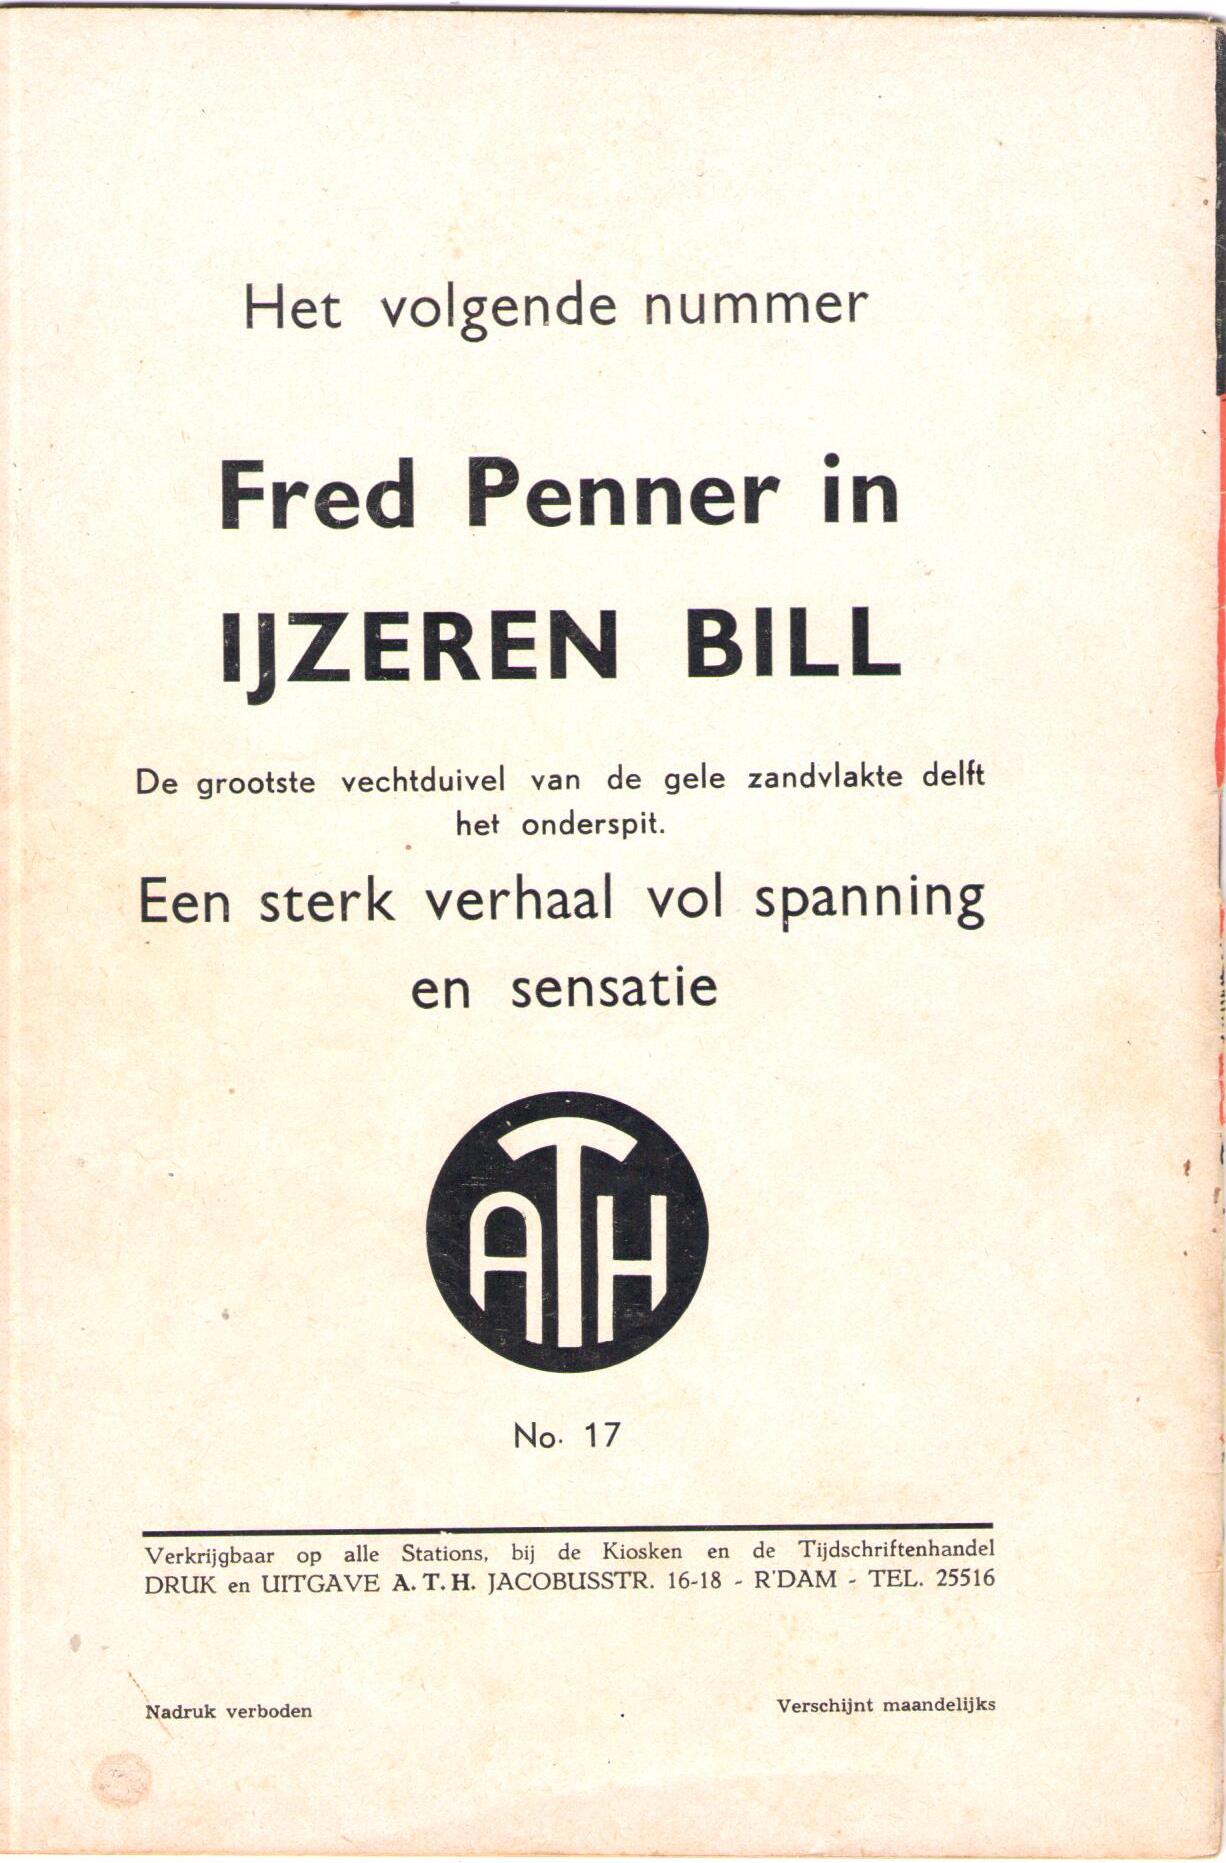 Het volgende nummer
Fred Penner in
IJZEREN BILL
De grootste vechtduivel van de gele zandvlakte delft
het onderspit.
Een sterk verhaal vol spanning
en sensatie
ATH
No. 17
Verkrijgbaar op alle Stations, bij de Kiosken en de Tijdschriftenhandel
DRUK en UITGAVE A. T. H. JACOBUSSTR. 16-18 - R'DAM - TEL. 25516
Nadruk verboden
Verschijnt maandelijks